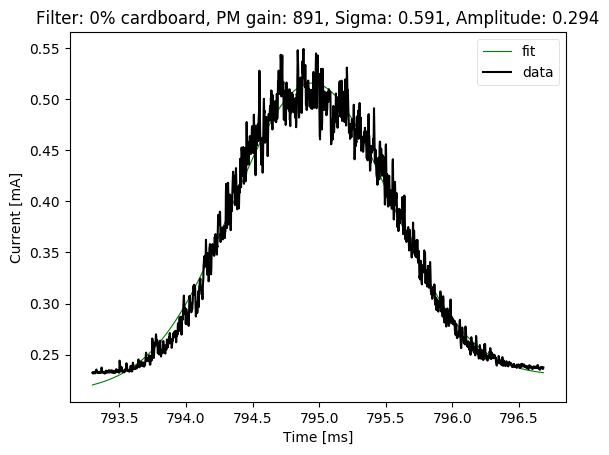 Filter: 0% cardboard, PM gain: 891, Sigma: 0.591, Amplitude: 0.294
fit
data
0.55
0.50
0.45
0.40
0.35
0.30
0.25
Current [mA]
793.5 794.0 794.5 795.0 795.5 796.0 796.5
Time [ms]